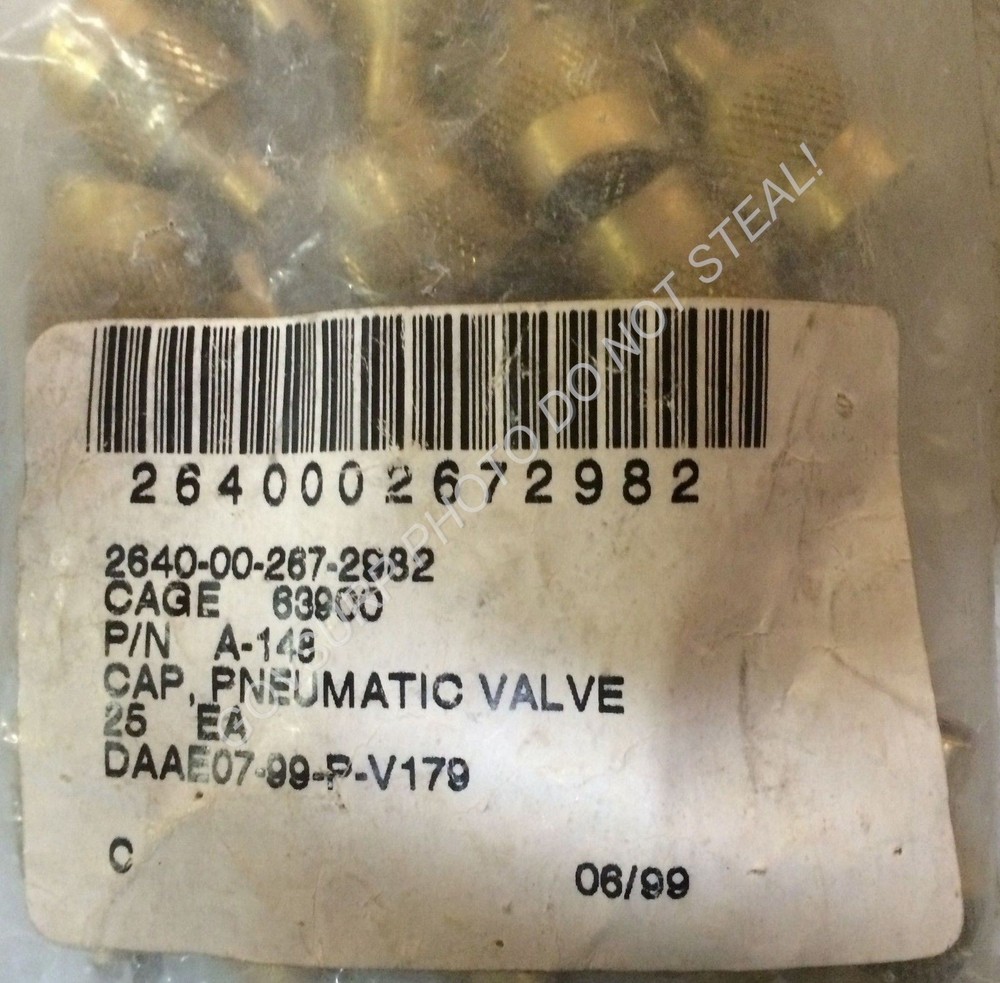 2640002672982
2640-00-267-2982
CAGE 63900
P/N A-148
CAP, PNEUMATIC VALVE
25 EA
DAAE07-99-P-V179
C
06/99
PHOTO DO NOT STEAL!